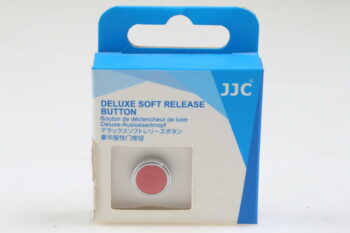 JJC
DELUXE SOFT RELEASE
BUTTON
Bouton de déclencheur de luxe
Deluxe-Auslöserknopf
デラックスソフトレリーズボタン
豪华版快门按钮